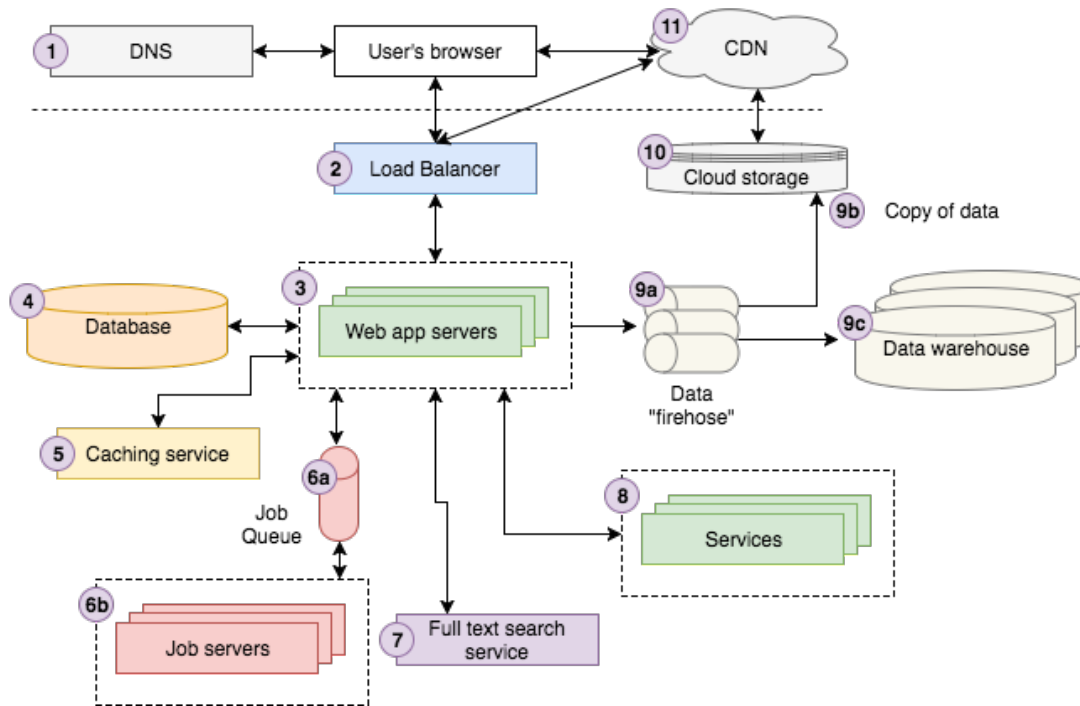 1
DNS
User's browser
11
CDN
2
Load Balancer
10
Cloud storage
9b
Copy of data
3
Web app servers
4
Database
9a
Data
"firehose"
9c
Data warehouse
5
Caching service
6a
Job
Queue
8
Services
6b
Job servers
7
Full text search
service